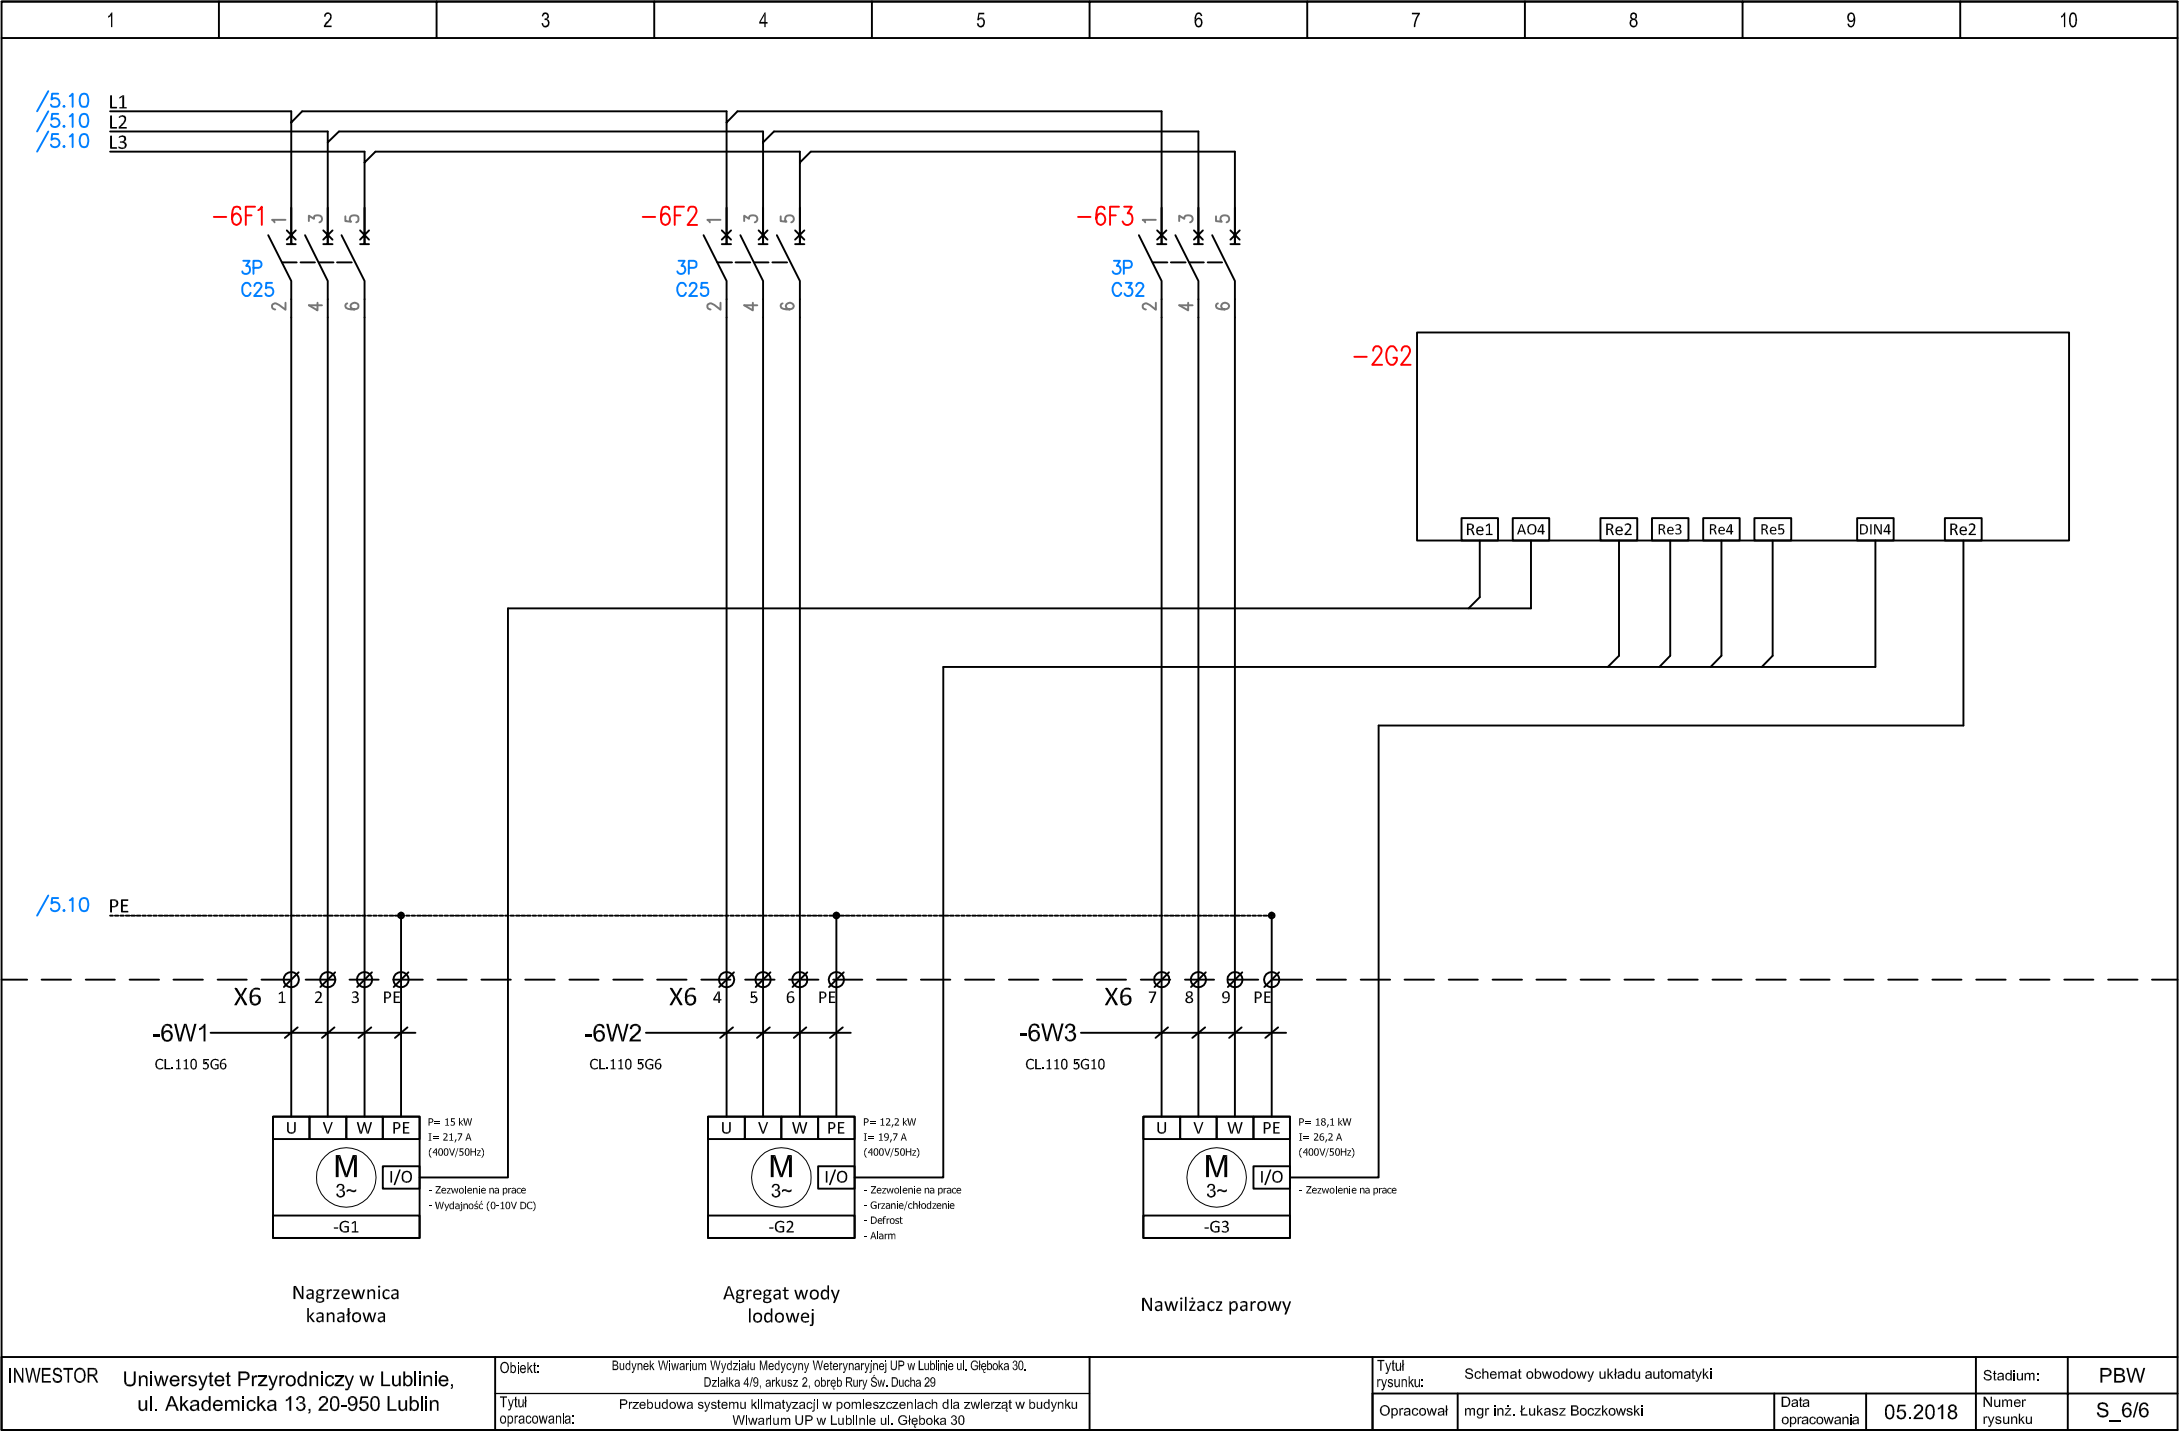 1 2 3 4 5 6 7 8 9 10
/5.10 L1
/5.10 L2
/5.10 L3
-6F1 1 3 5
3P
C25
2 4 6
-6F2 1 3 5
3P
C25
2 4 6
-6F3 1 3 5
3P
C32
2 4 6
-2G2
Re1 AO4 Re2 Re3 Re4 Re5 DIN4 Re2
/5.10 PE
X6 1 2 3 PE
X6 4 5 6 PE
X6 7 8 9 PE
-6W1
CL.110 5G6
-6W2
CL.110 5G6
-6W3
CL.110 5G10
U V W PE
M
3~
I/O
-G1
P= 15 kW
I= 21,7 A
(400V/50Hz)
- Zezwolenie na prace
- Wydajność (0-10V DC)
Nagrzewnica
kanałowa
U V W PE
M
3~
I/O
-G2
P= 12,2 kW
I= 19,7 A
(400V/50Hz)
- Zezwolenie na prace
- Grzanie/chłodzenie
- Defrost
- Alarm
Agregat wody
lodowej
U V W PE
M
3~
I/O
-G3
P= 18,1 kW
I= 26,2 A
(400V/50Hz)
- Zezwolenie na prace
Nawilżacz parowy
INWESTOR
Uniwersytet Przyrodniczy w Lublinie,
ul. Akademicka 13, 20-950 Lublin
Obiekt:
Budynek Wiwarium Wydziału Medycyny Weterynaryjnej UP w Lublinie ul. Głęboka 30.
Działka 4/9, arkusz 2, obręb Rury Św. Ducha 29
Tytuł
opracowania:
Przebudowa systemu klimatyzacji w pomieszczeniach dla zwierząt w budynku
Wiwarium UP w Lublinie ul. Głęboka 30
Tytuł
rysunku:
Schemat obwodowy układu automatyki
Stadium:
PBW
Opracował
mgr inż. Łukasz Boczkowski
Data
opracowania
05.2018
Numer
rysunku
S_6/6